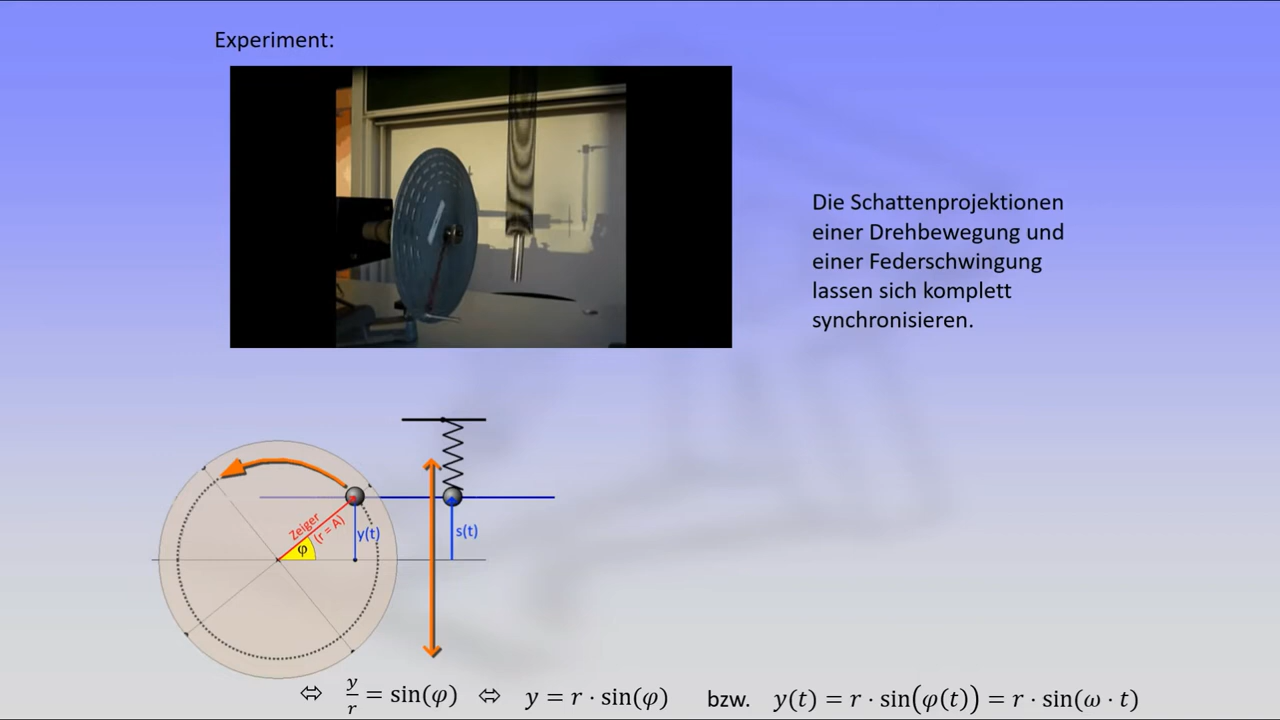 Experiment:
Die Schattenprojektionen
einer Drehbewegung und
einer Federschwingung
lassen sich komplett
synchronisieren.
Zeiger
(r = A)
φ
y(t)
s(t)
⇔ y/r = sin(φ) ⇔ y = r · sin(φ) bzw. y(t) = r · sin(φ(t)) = r · sin(ω · t)